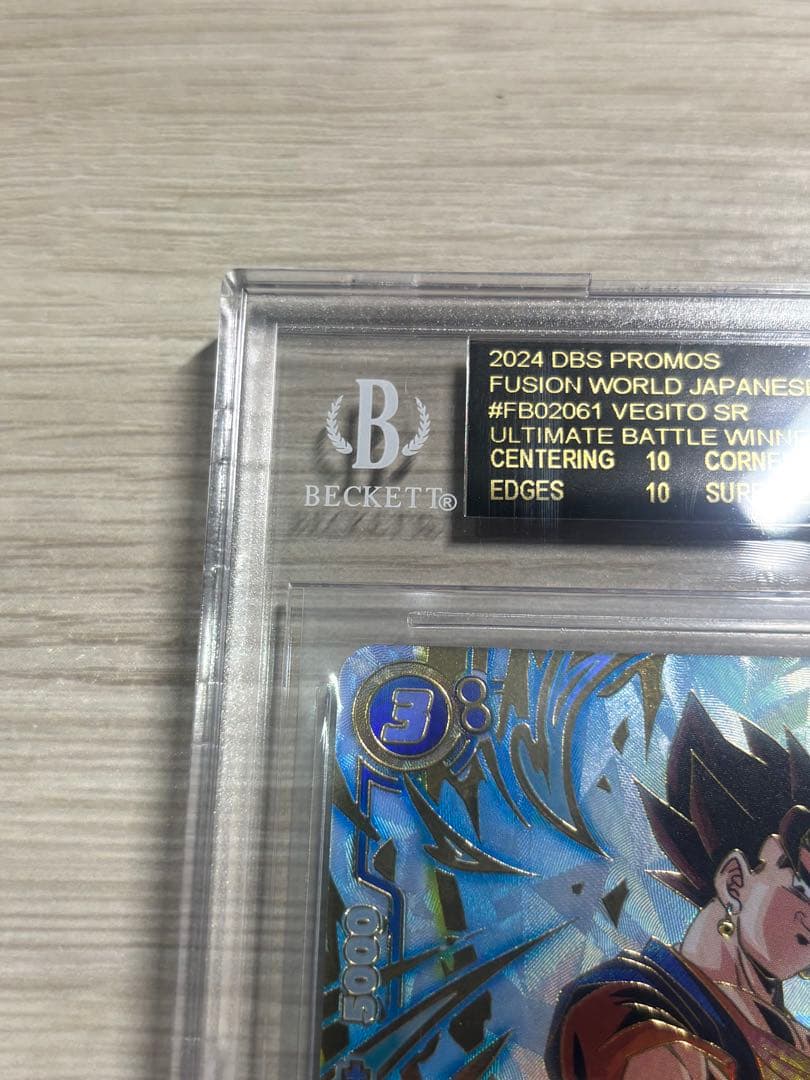 2024 DBS PROMOS
FUSION WORLD JAPANESE
#FB02061 VEGITO SR
ULTIMATE BATTLE
CENTERING 10
EDGES 10
B
BECKETT®
3
5000